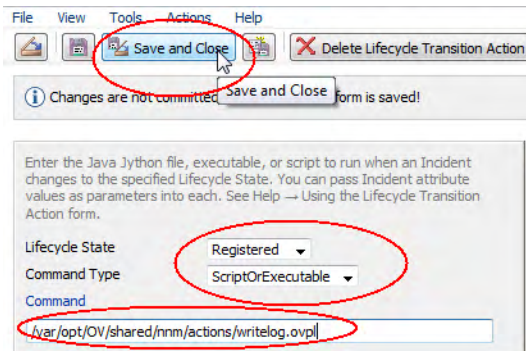 File View Tools Actions Help
Save and Close Delete Lifecycle Transition Action
Save and Close
Changes are not committed form is saved!
Enter the Java Jython file, executable, or script to run when an Incident
changes to the specified Lifecycle State. You can pass Incident attribute
values as parameters into each. See Help → Using the Lifecycle Transition
Action form.
Lifecycle State Registered
Command Type ScriptOrExecutable
Command
/var/opt/OV/shared/nnm/actions/writelog.ovpl